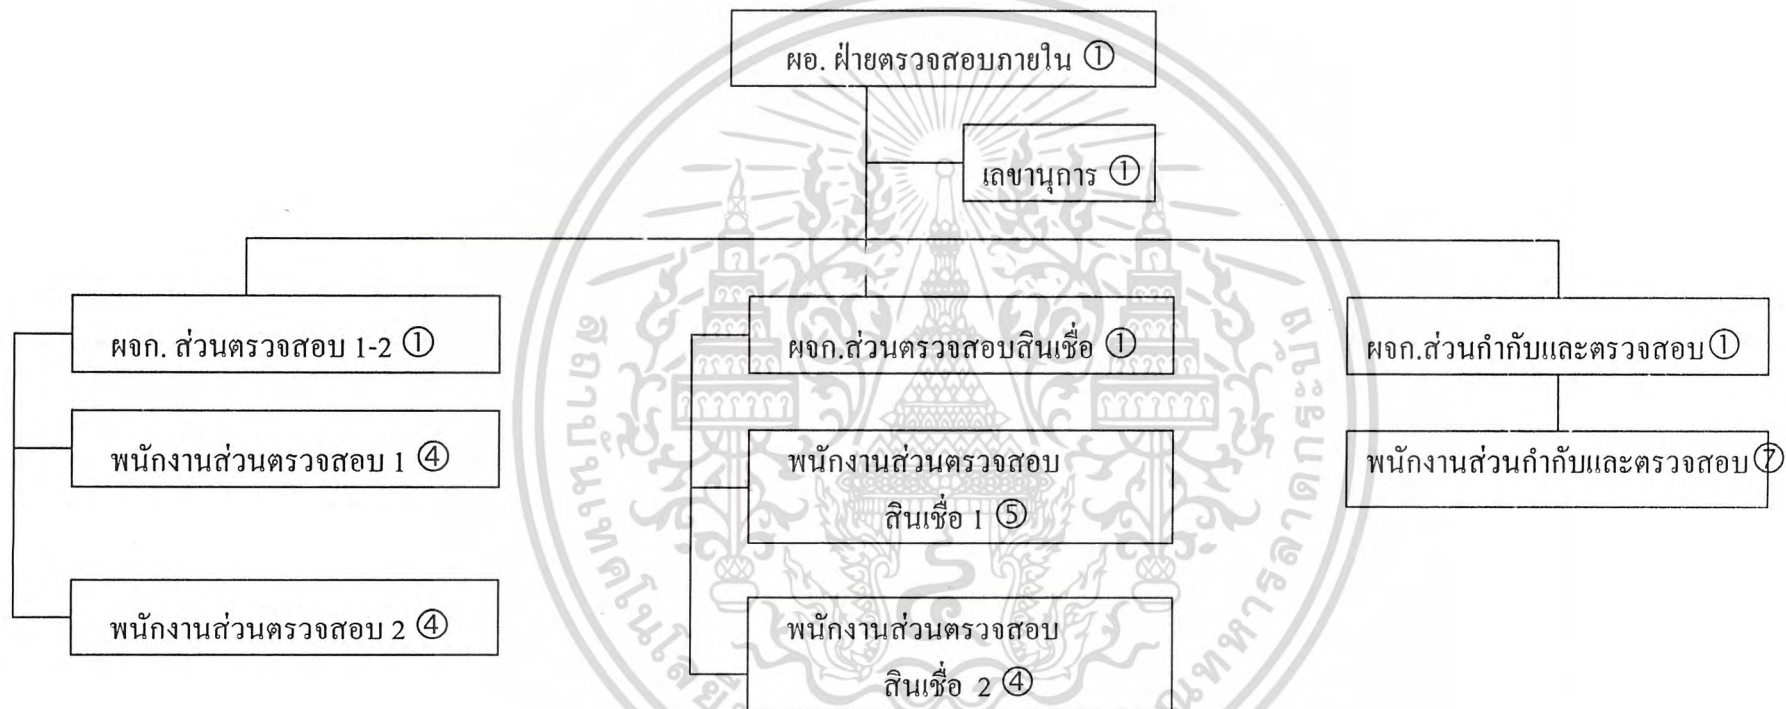 ผอ. ฝ่ายตรวจสอบภายใน ①
เลขานุการ ①
ผจก. ส่วนตรวจสอบ 1-2 ①
ผจก.ส่วนตรวจสอบสินเชื่อ ①
ผจก.ส่วนกำกับและตรวจสอบ ①
พนักงานส่วนตรวจสอบ 1 ④
พนักงานส่วนตรวจสอบ
สินเชื่อ 1 ⑤
พนักงานส่วนกำกับและตรวจสอบ ⑦
พนักงานส่วนตรวจสอบ 2 ④
พนักงานส่วนตรวจสอบ
สินเชื่อ 2 ④